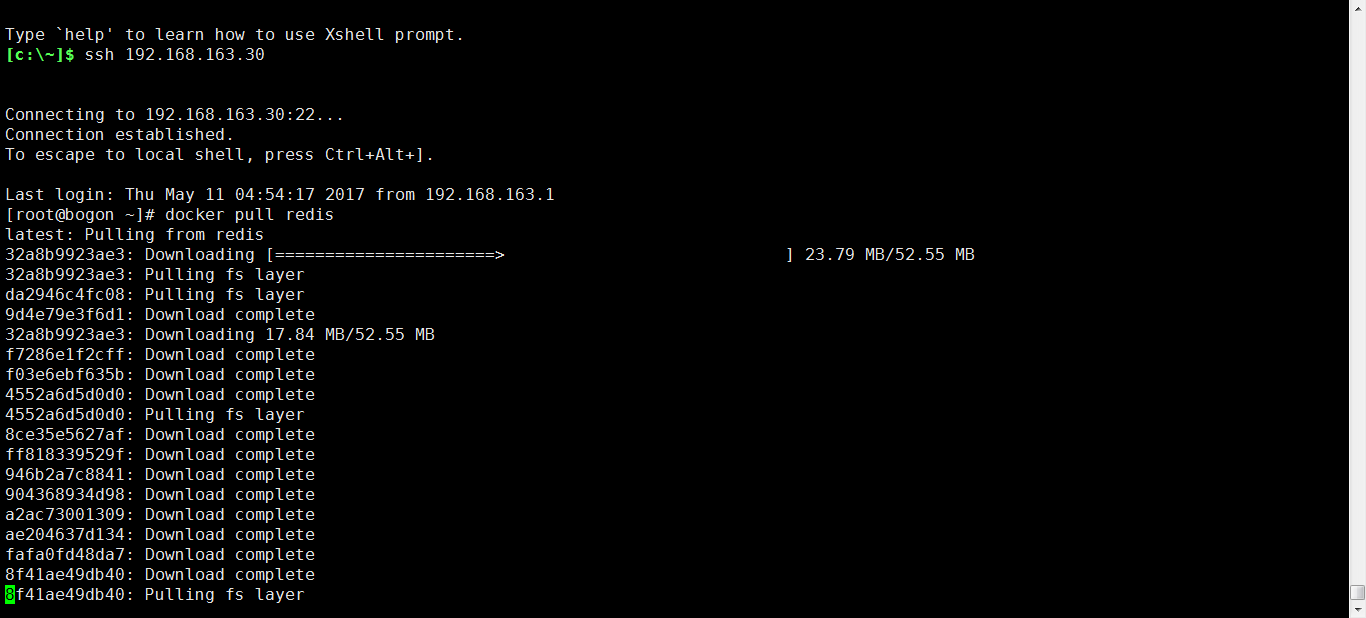 Type `help' to learn how to use Xshell prompt.
[c:\~]$ ssh 192.168.163.30
Connecting to 192.168.163.30:22...
Connection established.
To escape to local shell, press Ctrl+Alt+].
Last login: Thu May 11 04:54:17 2017 from 192.168.163.1
[root@bogon ~]# docker pull redis
latest: Pulling from redis
32a8b9923ae3: Downloading [======================>                            ] 23.79 MB/52.55 MB
32a8b9923ae3: Pulling fs layer
da2946c4fc08: Pulling fs layer
9d4e79e3f6d1: Download complete
32a8b9923ae3: Downloading 17.84 MB/52.55 MB
f7286e1f2cff: Download complete
f03e6ebf635b: Download complete
4552a6d5d0d0: Download complete
4552a6d5d0d0: Pulling fs layer
8ce35e5627af: Download complete
ff818339529f: Download complete
946b2a7c8841: Download complete
904368934d98: Download complete
a2ac73001309: Download complete
ae204637d134: Download complete
fafa0fd48da7: Download complete
8f41ae49db40: Download complete
8f41ae49db40: Pulling fs layer